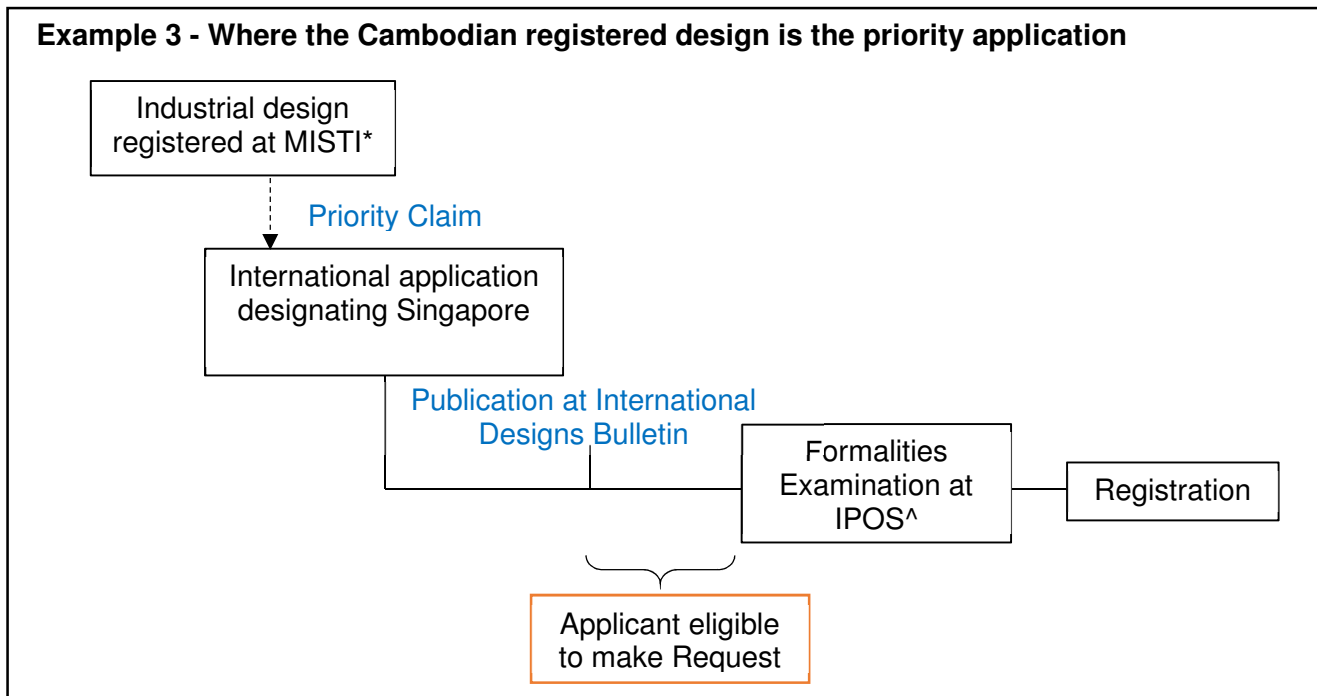 Example 3 - Where the Cambodian registered design is the priority application
Industrial design
registered at MISTI*
Priority Claim
International application
designating Singapore
Publication at International
Designs Bulletin
Formalities
Examination at
IPOS^
Registration
Applicant eligible
to make Request